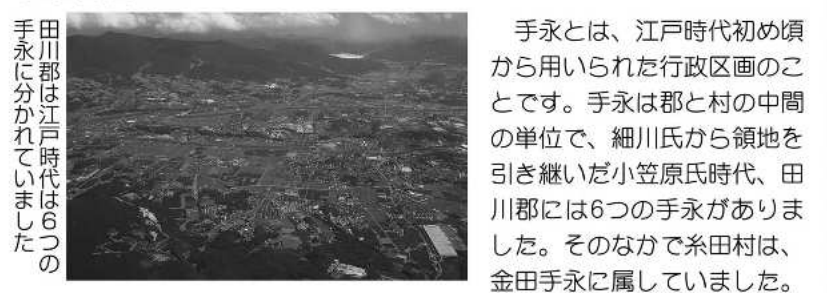 田川郡は江戸時代は6つの
手永に分かれていました
手永とは、江戸時代初め頃
から用いられた行政区画のこ
とです。手永は郡と村の中間
の単位で、細川氏から領地を
引き継いだ小笠原氏時代、田
川郡には6つの手永がありま
した。そのなかで糸田村は、
金田手永に属していました。